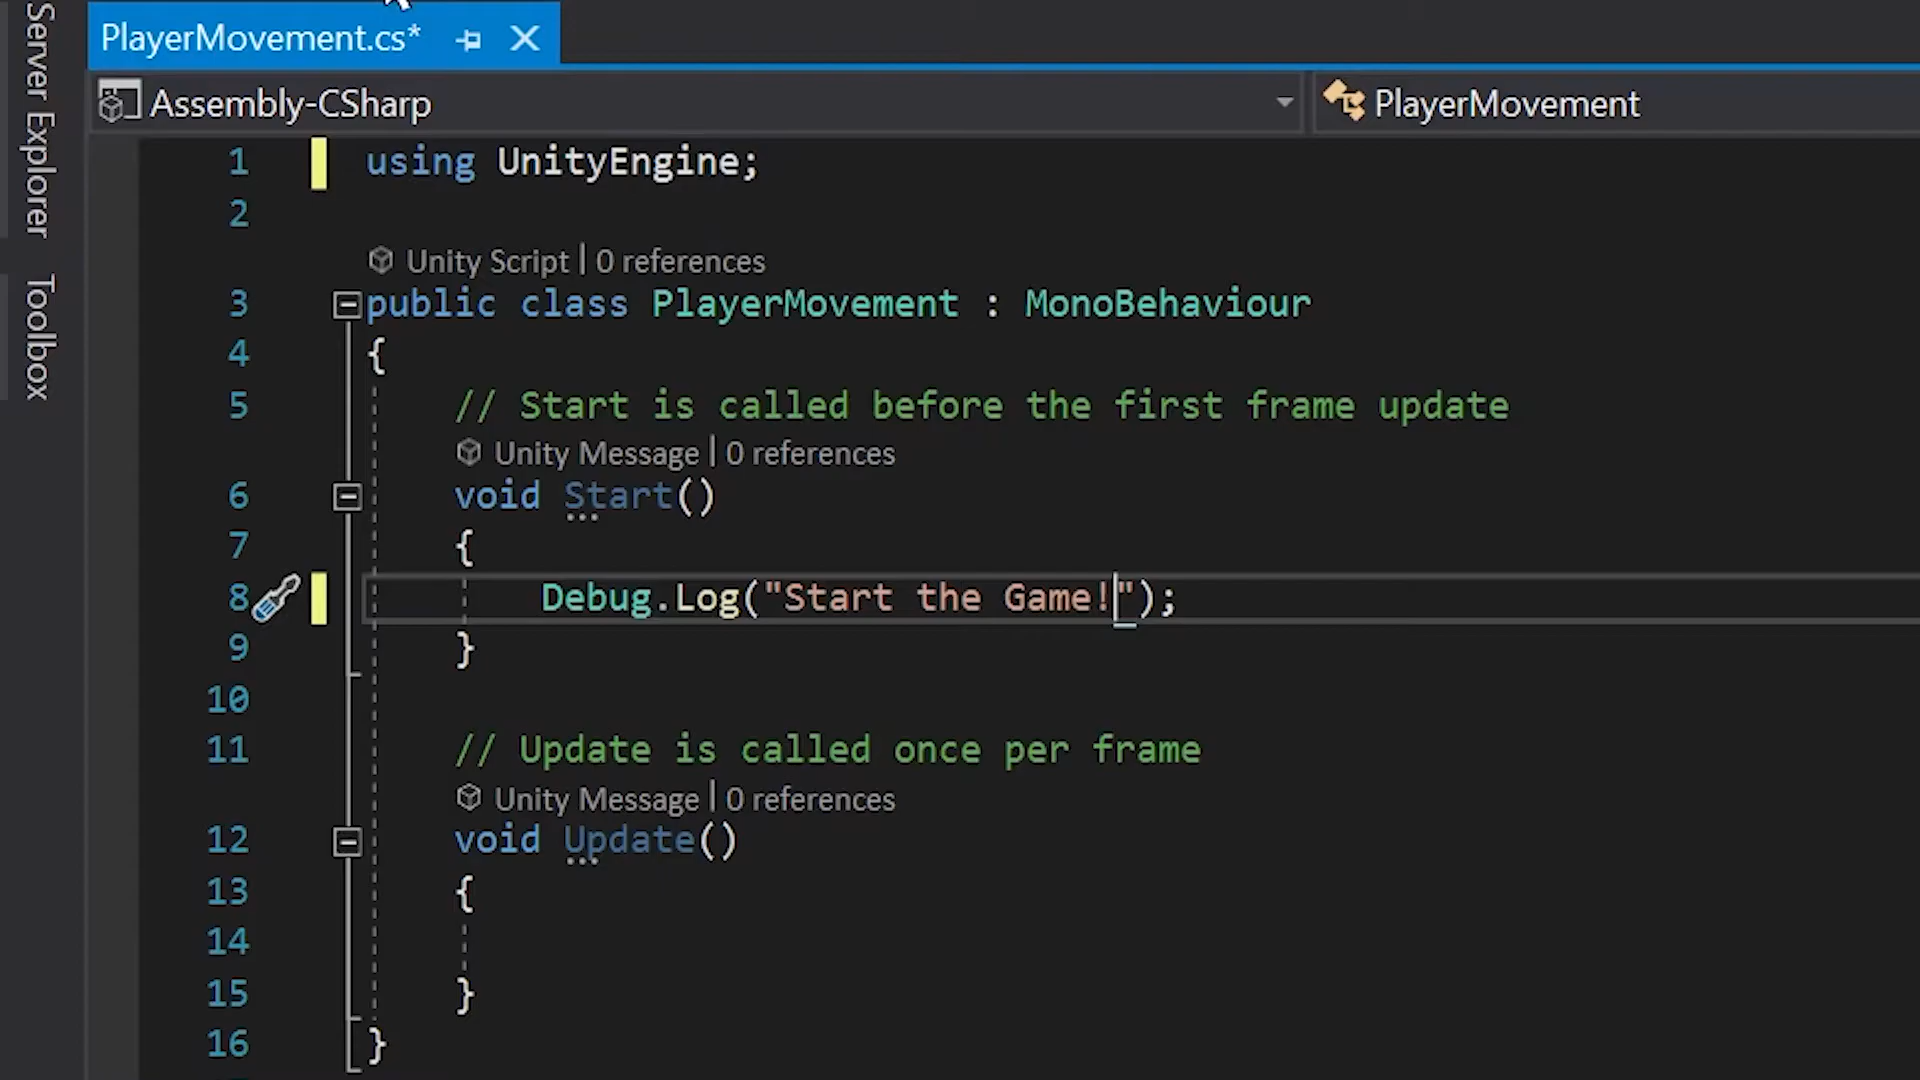 Server Explorer
Toolbox
PlayerMovement.cs*
Assembly-CSharp
PlayerMovement
1 using UnityEngine;
2
Unity Script | 0 references
3 public class PlayerMovement : MonoBehaviour
4 {
5 // Start is called before the first frame update
Unity Message | 0 references
6 void Start()
7 {
8 Debug.Log("Start the Game!");
9 }
10
11 // Update is called once per frame
Unity Message | 0 references
12 void Update()
13 {
14
15 }
16 }